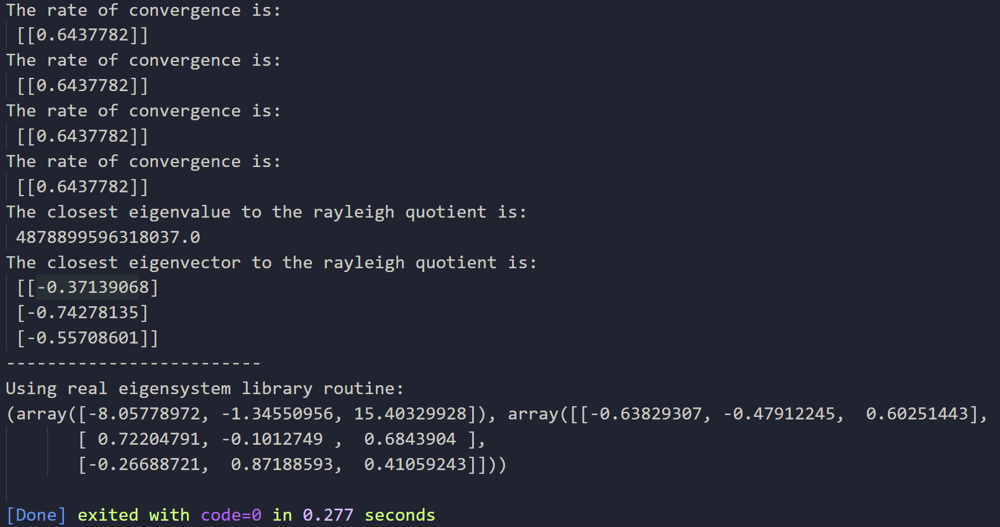 The rate of convergence is:
[[0.6437782]]
The rate of convergence is:
[[0.6437782]]
The rate of convergence is:
[[0.6437782]]
The rate of convergence is:
[[0.6437782]]
The closest eigenvalue to the rayleigh quotient is:
4878899596318037.0
The closest eigenvector to the rayleigh quotient is:
[[-0.37139068]
[-0.74278135]
[-0.55708601]]
-------------------------
Using real eigensystem library routine:
(array([-8.05778972, -1.34550956, 15.40329928]), array([[-0.63829307, -0.47912245,  0.60251443],
[ 0.72204791, -0.1012749 ,  0.6843904 ],
[-0.26688721,  0.87188593,  0.41059243]]))
[Done] exited with code=0 in 0.277 seconds